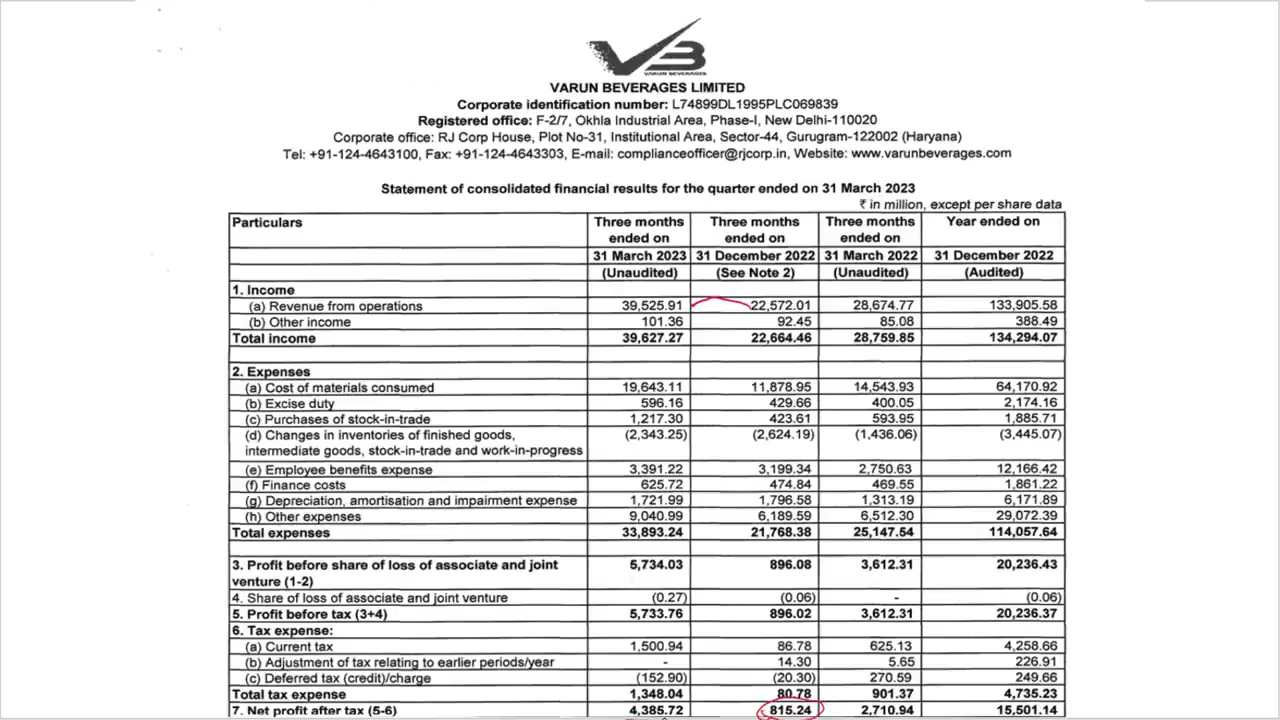 VARUN BEVERAGES
VARUN BEVERAGES LIMITED
Corporate identification number: L74899DL1995PLC069839
Registered office: F-2/7, Okhla Industrial Area, Phase-I, New Delhi-110020
Corporate office: RJ Corp House, Plot No-31, Institutional Area, Sector-44, Gurugram-122002 (Haryana)
Tel: +91-124-4643100, Fax: +91-124-4643303, E-mail: complianceofficer@rjcorp.in, Website: www.varunbeverages.com
Statement of consolidated financial results for the quarter ended on 31 March 2023
₹ in million, except per share data
Particulars Three months Three months Three months Year ended on
ended on ended on ended on
31 March 2023 31 December 2022 31 March 2022 31 December 2022
(Unaudited) (See Note 2) (Unaudited) (Audited)
1. Income
(a) Revenue from operations 39,525.91 22,572.01 28,674.77 133,905.58
(b) Other income 101.36 92.45 85.08 388.49
Total income 39,627.27 22,664.46 28,759.85 134,294.07
2. Expenses
(a) Cost of materials consumed 19,643.11 11,878.95 14,543.93 64,170.92
(b) Excise duty 596.16 429.66 400.05 2,174.16
(c) Purchases of stock-in-trade 1,217.30 423.61 593.95 1,885.71
(d) Changes in inventories of finished goods, (2,343.25) (2,624.19) (1,436.06) (3,445.07)
intermediate goods, stock-in-trade and work-in-progress
(e) Employee benefits expense 3,391.22 3,199.34 2,750.63 12,166.42
(f) Finance costs 625.72 474.84 469.55 1,861.22
(g) Depreciation, amortisation and impairment expense 1,721.99 1,796.58 1,313.19 6,171.89
(h) Other expenses 9,040.99 6,189.59 6,512.30 29,072.39
Total expenses 33,893.24 21,768.38 25,147.54 114,057.64
3. Profit before share of loss of associate and joint 5,734.03 896.08 3,612.31 20,236.43
venture (1-2)
4. Share of loss of associate and joint venture (0.27) (0.06) - (0.06)
5. Profit before tax (3+4) 5,733.76 896.02 3,612.31 20,236.37
6. Tax expense:
(a) Current tax 1,500.94 86.78 625.13 4,258.66
(b) Adjustment of tax relating to earlier periods/year - 14.30 5.65 226.91
(c) Deferred tax (credit)/charge (152.90) (20.30) 270.59 249.66
Total tax expense 1,348.04 80.78 901.37 4,735.23
7. Net profit after tax (5-6) 4,385.72 815.24 2,710.94 15,501.14